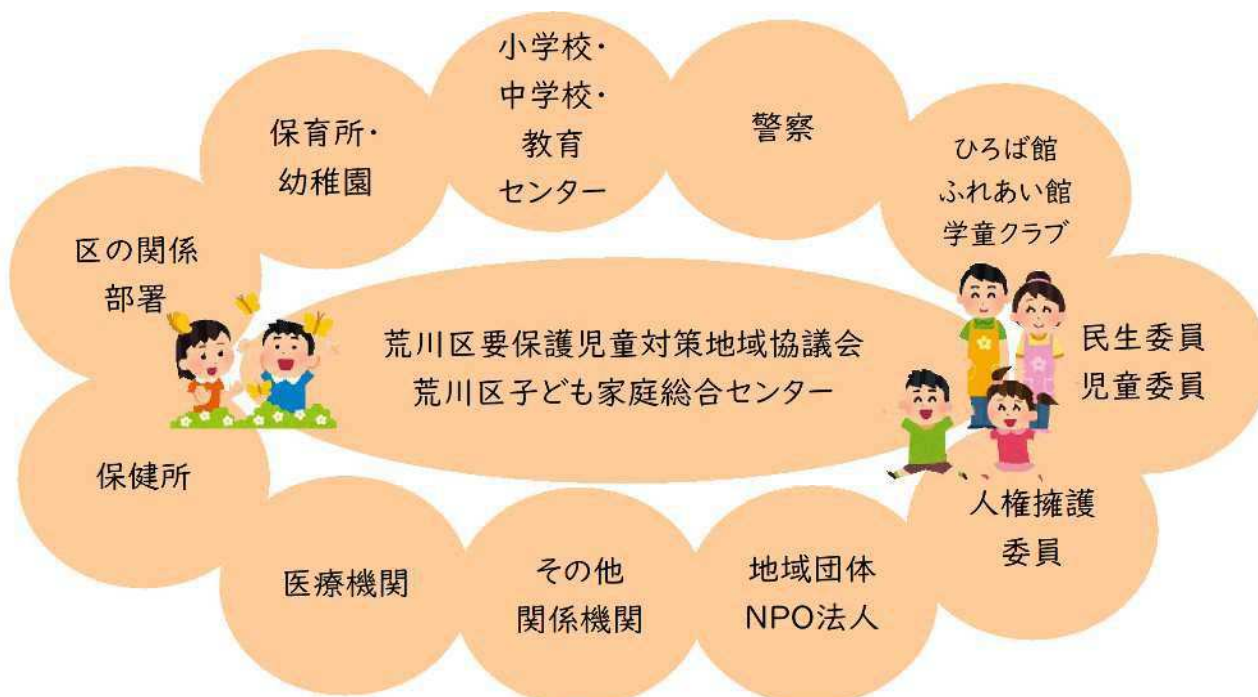 小学校・
中学校・
教育
センター
警察
保育所・
幼稚園
ひろば館
ふれあい館
学童クラブ
区の関係
部署
荒川区要保護児童対策地域協議会
荒川区子ども家庭総合センター
民生委員
児童委員
保健所
人権擁護
委員
医療機関
その他
関係機関
地域団体
NPO法人